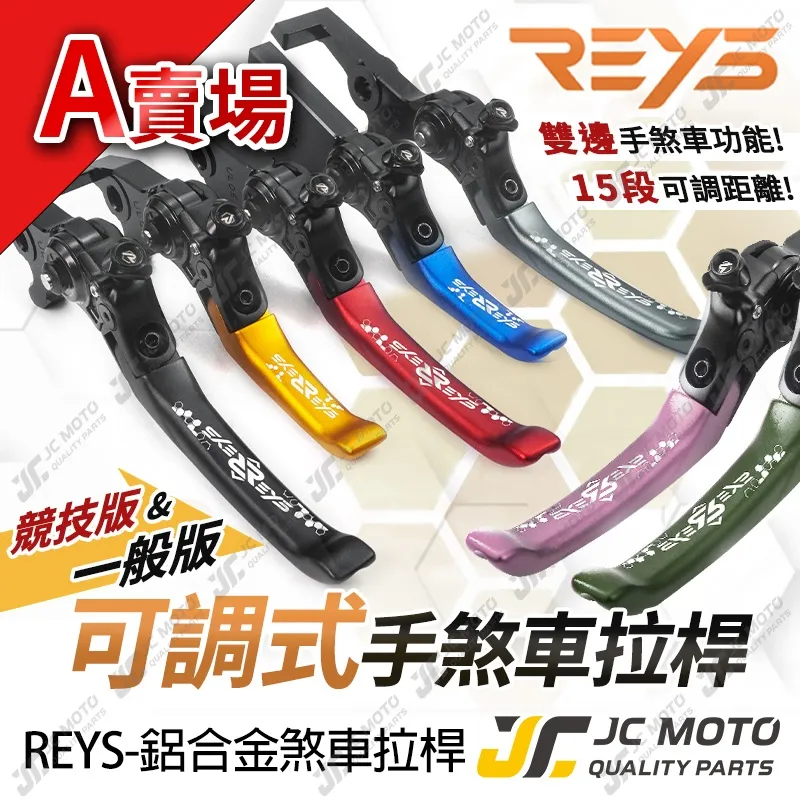 A賣場
REYS
雙邊手煞車功能!
15段可調距離!
競技版 &
一般版
可調式手煞車拉桿
REYS-鋁合金煞車拉桿
JC MOTO
QUALITY PARTS